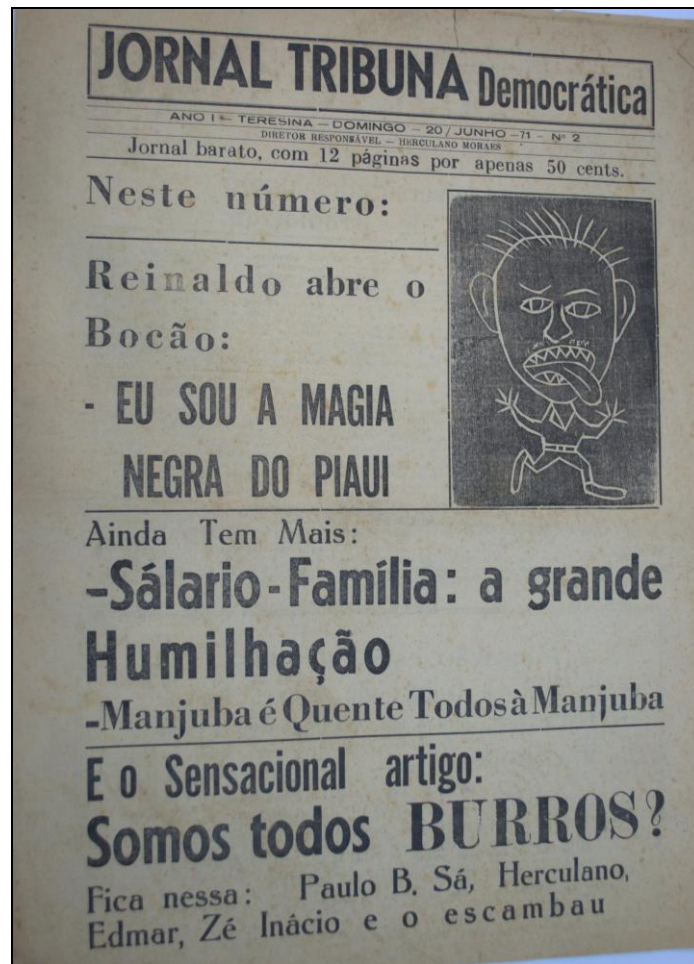 JORNAL TRIBUNA Democrática
ANO I - TERESINA - DOMINGO - 20 / JUNHO - 71 - Nº 2
DIRETOR RESPONSÁVEL - HERCULANO MORAES
Jornal barato, com 12 páginas por apenas 50 cents.
Neste número:
Reinaldo abre o
Bocão:
- EU SOU A MAGIA
NEGRA DO PIAUI
Ainda Tem Mais:
-Sálario-Família: a grande
Humilhação
-Manjuba é Quente Todos à Manjuba
E o Sensacional artigo:
Somos todos BURROS?
Fica nessa: Paulo B. Sá, Herculano,
Edmar, Zé Inácio e o escambau